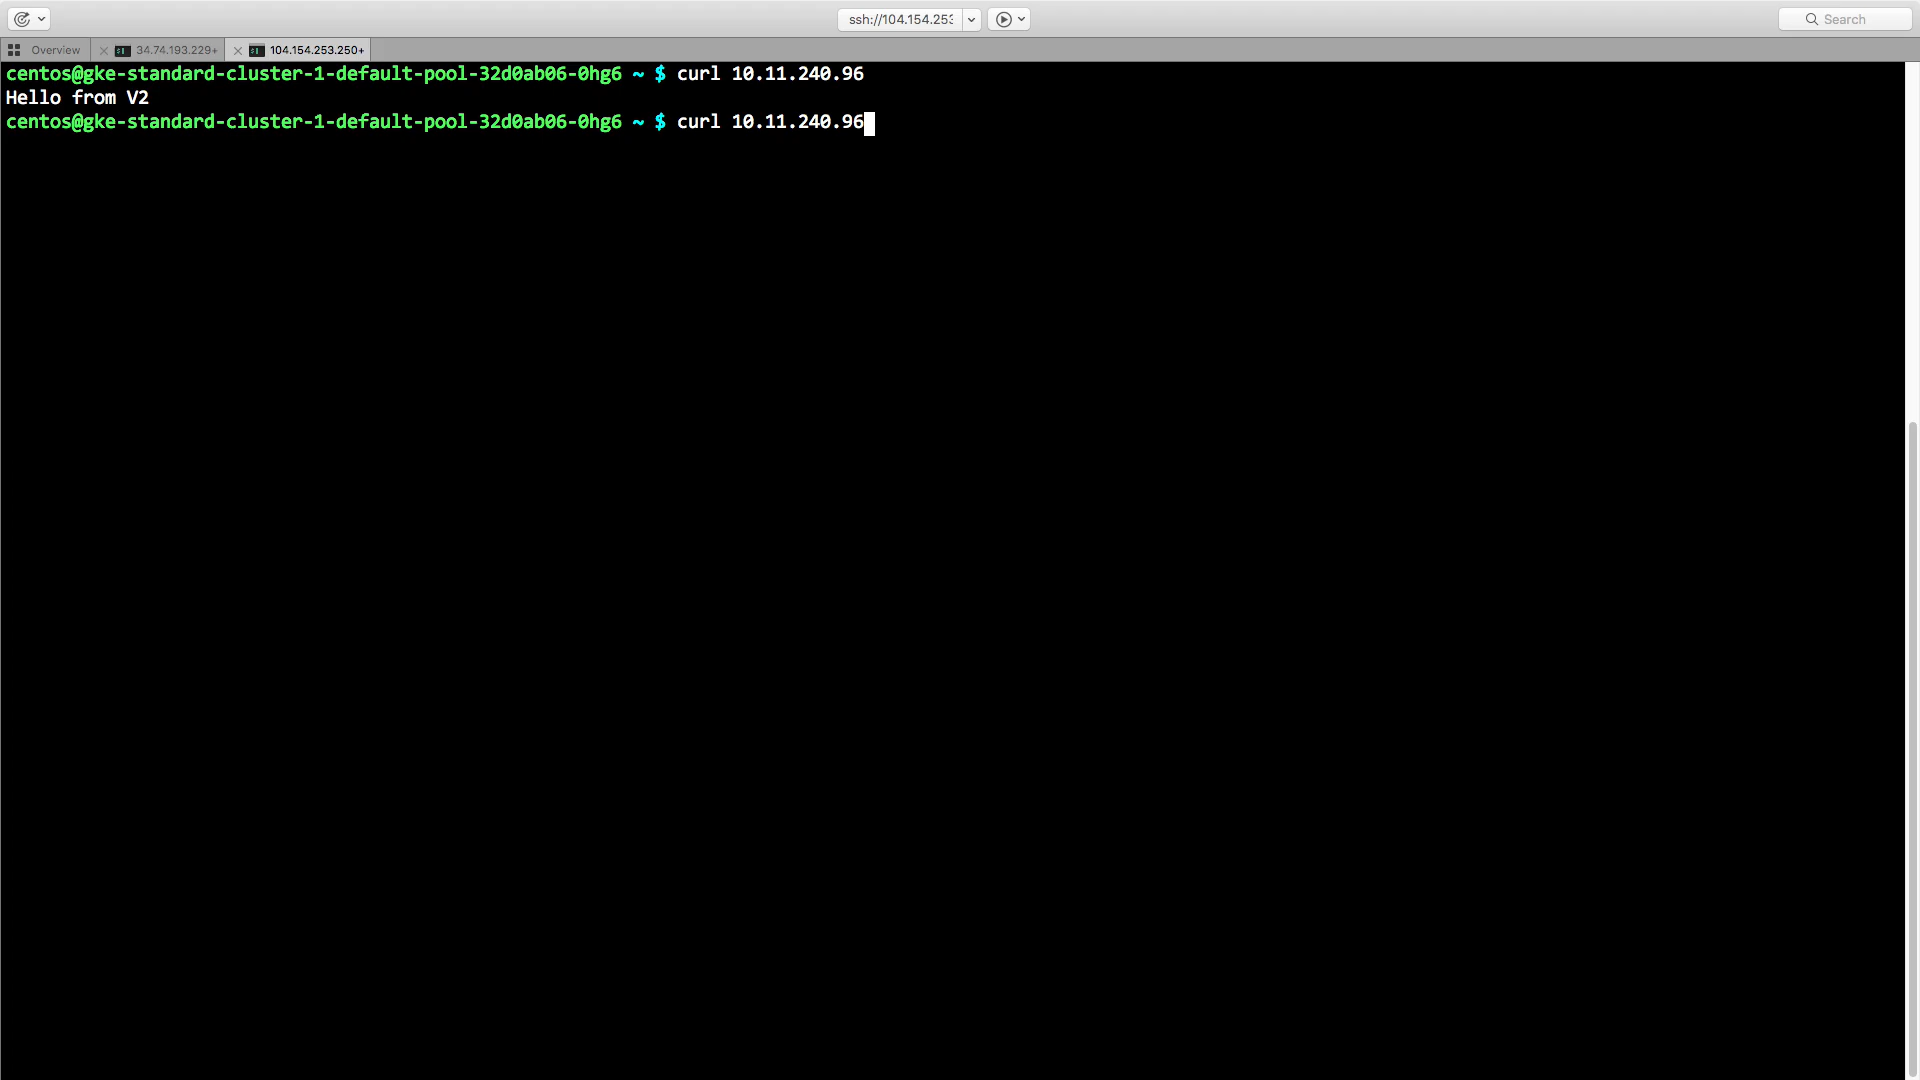 ssh://104.154.253
Search
Overview
34.74.193.229+
104.154.253.250+
centos@gke-standard-cluster-1-default-pool-32d0ab06-0hg6 ~ $ curl 10.11.240.96
Hello from V2
centos@gke-standard-cluster-1-default-pool-32d0ab06-0hg6 ~ $ curl 10.11.240.96